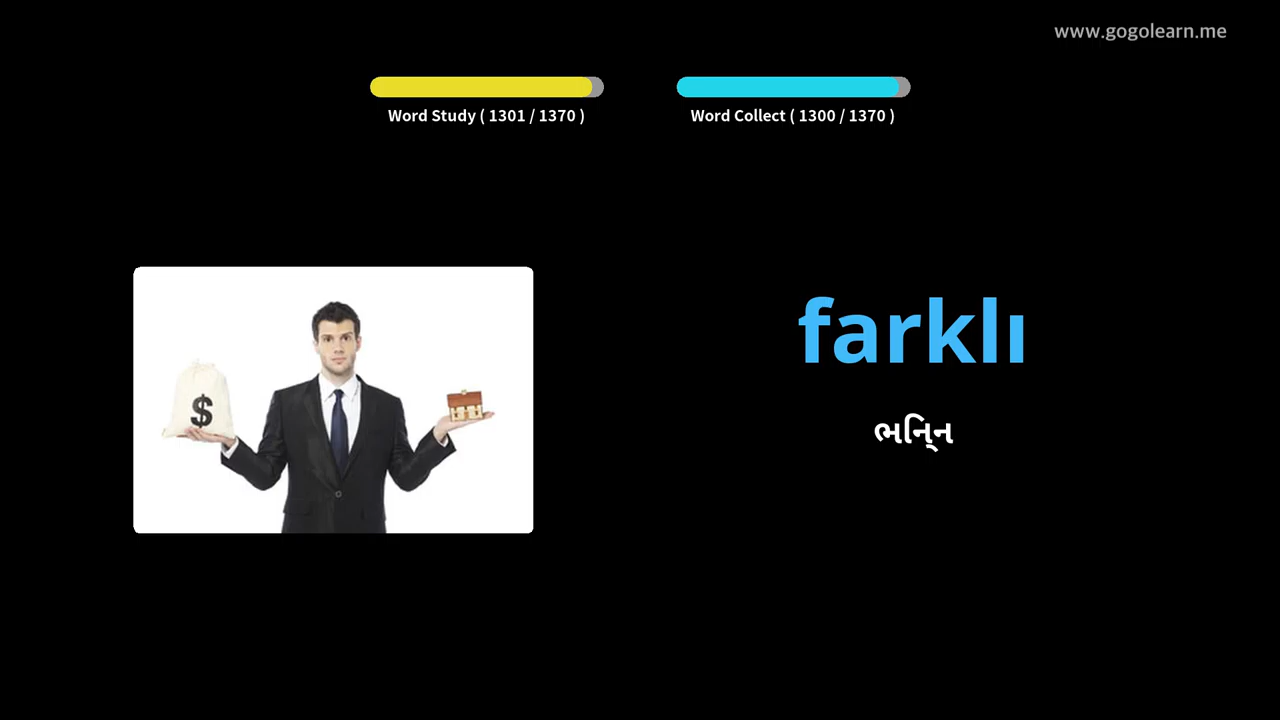 www.gogolearn.me
Word Study ( 1301 / 1370 )
Word Collect ( 1300 / 1370 )
$
farklı
ભિન્ન